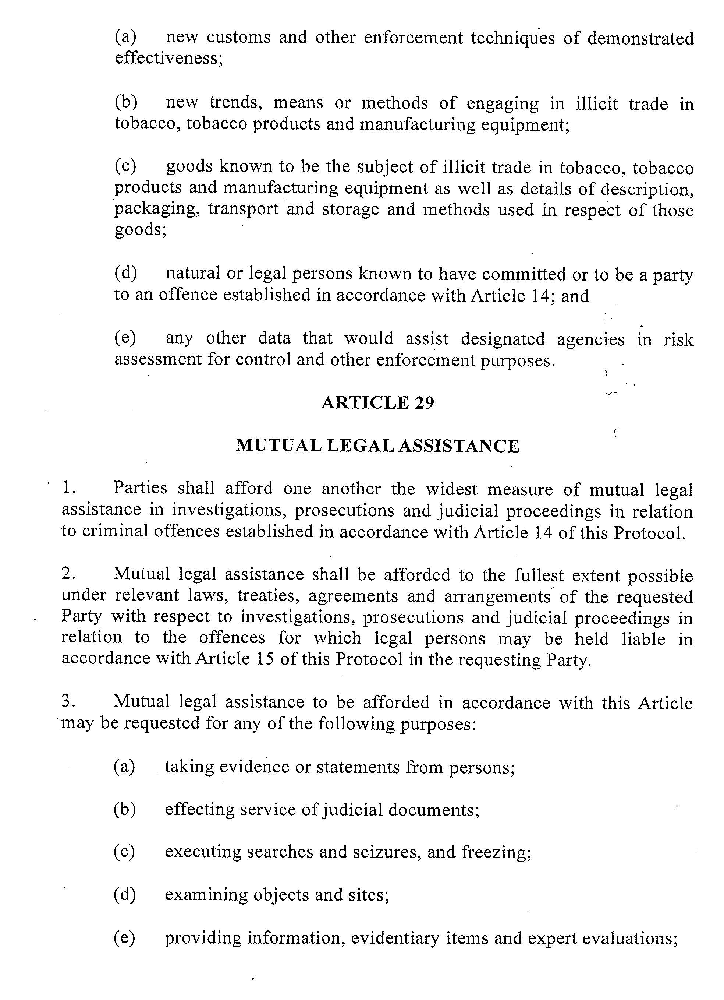 (a) new customs and other enforcement techniques of demonstrated
effectiveness;
(b) new trends, means or methods of engaging in illicit trade in
tobacco, tobacco products and manufacturing equipment;
(c) goods known to be the subject of illicit trade in tobacco, tobacco
products and manufacturing equipment as well as details of description,
packaging, transport and storage and methods used in respect of those
goods;
(d) natural or legal persons known to have committed or to be a party
to an offence established in accordance with Article 14; and
(e) any other data that would assist designated agencies in risk
assessment for control and other enforcement purposes.
ARTICLE 29
MUTUAL LEGAL ASSISTANCE
1. Parties shall afford one another the widest measure of mutual legal
assistance in investigations, prosecutions and judicial proceedings in relation
to criminal offences established in accordance with Article 14 of this Protocol.
2. Mutual legal assistance shall be afforded to the fullest extent possible
under relevant laws, treaties, agreements and arrangements of the requested
Party with respect to investigations, prosecutions and judicial proceedings in
relation to the offences for which legal persons may be held liable in
accordance with Article 15 of this Protocol in the requesting Party.
3. Mutual legal assistance to be afforded in accordance with this Article
may be requested for any of the following purposes:
(a) taking evidence or statements from persons;
(b) effecting service of judicial documents;
(c) executing searches and seizures, and freezing;
(d) examining objects and sites;
(e) providing information, evidentiary items and expert evaluations;